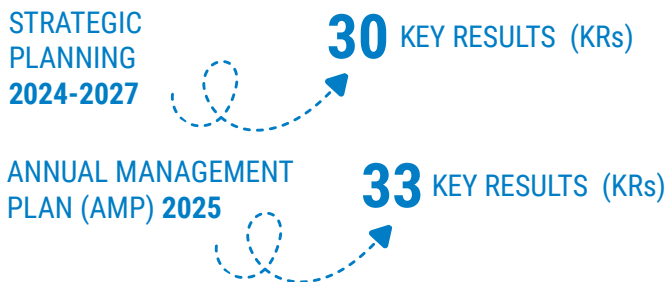 STRATEGIC
PLANNING
2024-2027
30 KEY RESULTS (KRs)
ANNUAL MANAGEMENT
PLAN (AMP) 2025
33 KEY RESULTS (KRs)